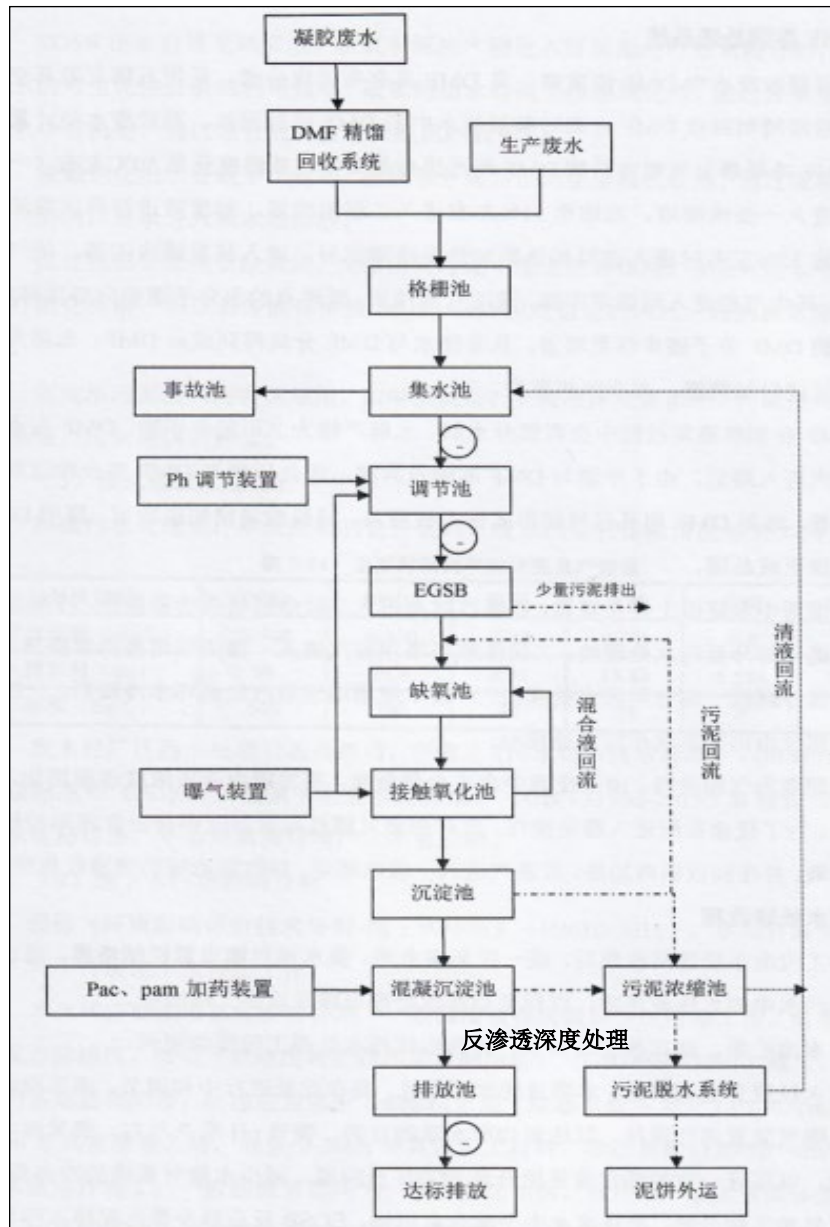 凝胶废水
DMF 精馏
回收系统
生产废水
格栅池
事故池
集水池
Ph 调节装置
调节池
EGSB
少量污泥排出
清液回流
缺氧池
混合液回流
污泥回流
曝气装置
接触氧化池
沉淀池
Pac、pam 加药装置
混凝沉淀池
污泥浓缩池
反渗透深度处理
排放池
污泥脱水系统
达标排放
泥饼外运